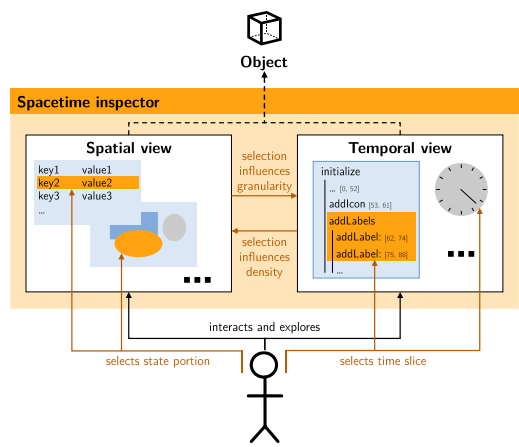 Object
Spacetime inspector
Spatial view
key1 value1
key2 value2
key3 value3
...
selection
influences
granularity
selection
influences
density
Temporal view
initialize
... [0, 52]
addIcon [53, 61]
addLabels
addLabel: [62, 74]
addLabel: [75, 88]
...
interacts and explores
selects state portion
selects time slice